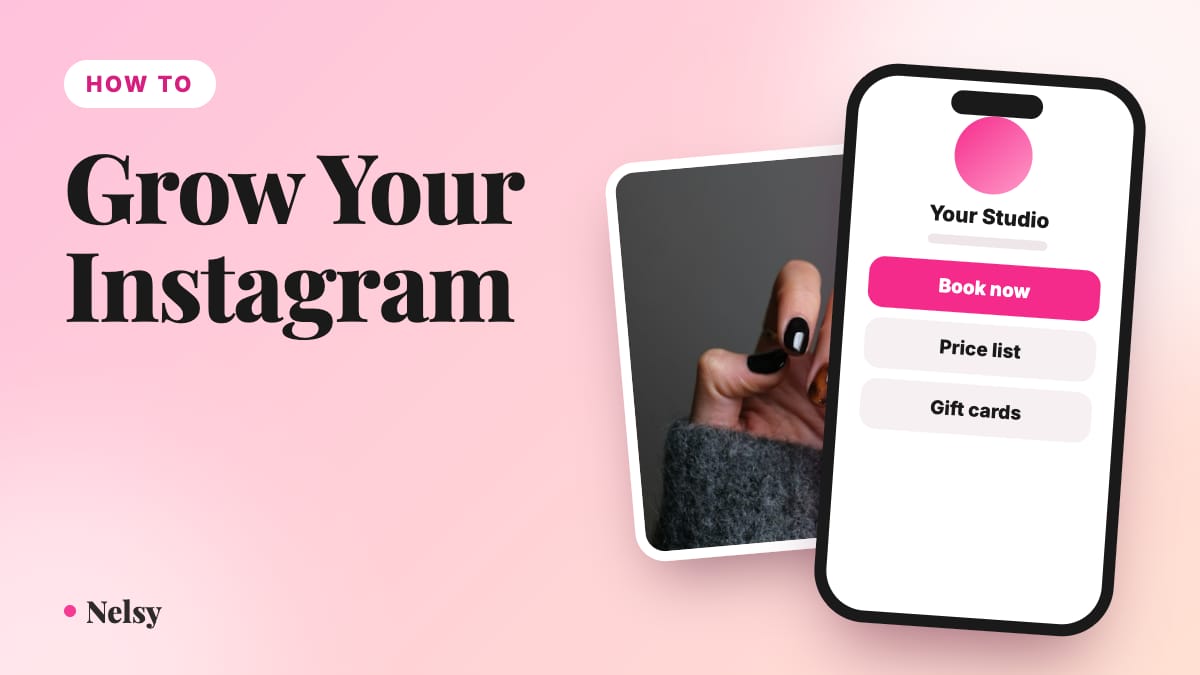 HOW TO
Grow Your
Instagram
Nelsy
Your Studio
Book now
Price list
Gift cards